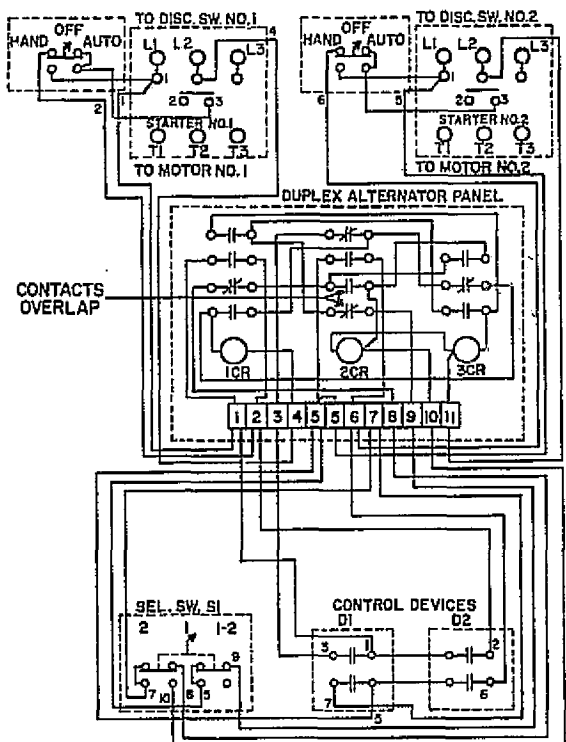 TO DISC. SW. NO.1
TO DISC. SW. NO.2
OFF
HAND AUTO
L1 L2 L3
4
1
2 3
STARTER NO.1
T1 T2 T3
TO MOTOR NO. 1
2 1
OFF
HAND AUTO
L1 L2 L3
1
2 3
STARTER NO.2
T1 T2 T3
TO MOTOR NO.2
6 5
DUPLEX ALTERNATOR PANEL
CONTACTS
OVERLAP
1CR 2CR 3CR
1 2 3 4 5 5 6 7 8 9 10 11
SEL. SW. S1
2 1 1-2
9
7 10 6 5
CONTROL DEVICES
D1 D2
3 1 2
7 5 6